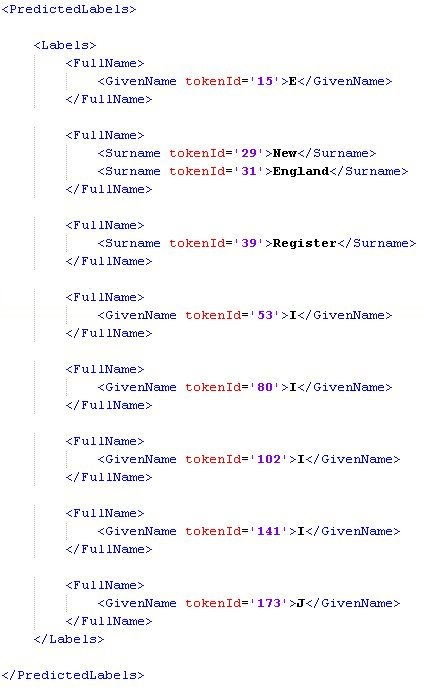 <PredictedLabels>
<Labels>
<FullName>
<GivenName tokenId='15'>E</GivenName>
</FullName>
<FullName>
<Surname tokenId='29'>New</Surname>
<Surname tokenId='31'>England</Surname>
</FullName>
<FullName>
<Surname tokenId='39'>Register</Surname>
</FullName>
<FullName>
<GivenName tokenId='53'>I</GivenName>
</FullName>
<FullName>
<GivenName tokenId='80'>I</GivenName>
</FullName>
<FullName>
<GivenName tokenId='102'>I</GivenName>
</FullName>
<FullName>
<GivenName tokenId='141'>I</GivenName>
</FullName>
<FullName>
<GivenName tokenId='173'>J</GivenName>
</FullName>
</Labels>
</PredictedLabels>